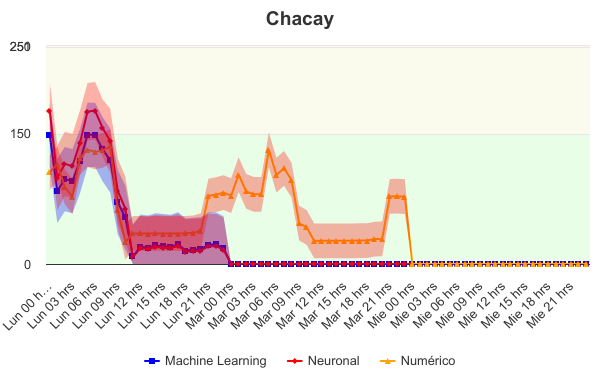 Chacay
250
150
0
Lun 00 h...
Lun 03 hrs
Lun 06 hrs
Lun 09 hrs
Lun 12 hrs
Lun 15 hrs
Lun 18 hrs
Lun 21 hrs
Mar 00 hrs
Mar 03 hrs
Mar 06 hrs
Mar 09 hrs
Mar 12 hrs
Mar 15 hrs
Mar 18 hrs
Mar 21 hrs
Mie 00 hrs
Mie 03 hrs
Mie 06 hrs
Mie 09 hrs
Mie 12 hrs
Mie 15 hrs
Mie 18 hrs
Mie 21 hrs
Machine Learning Neuronal Numérico